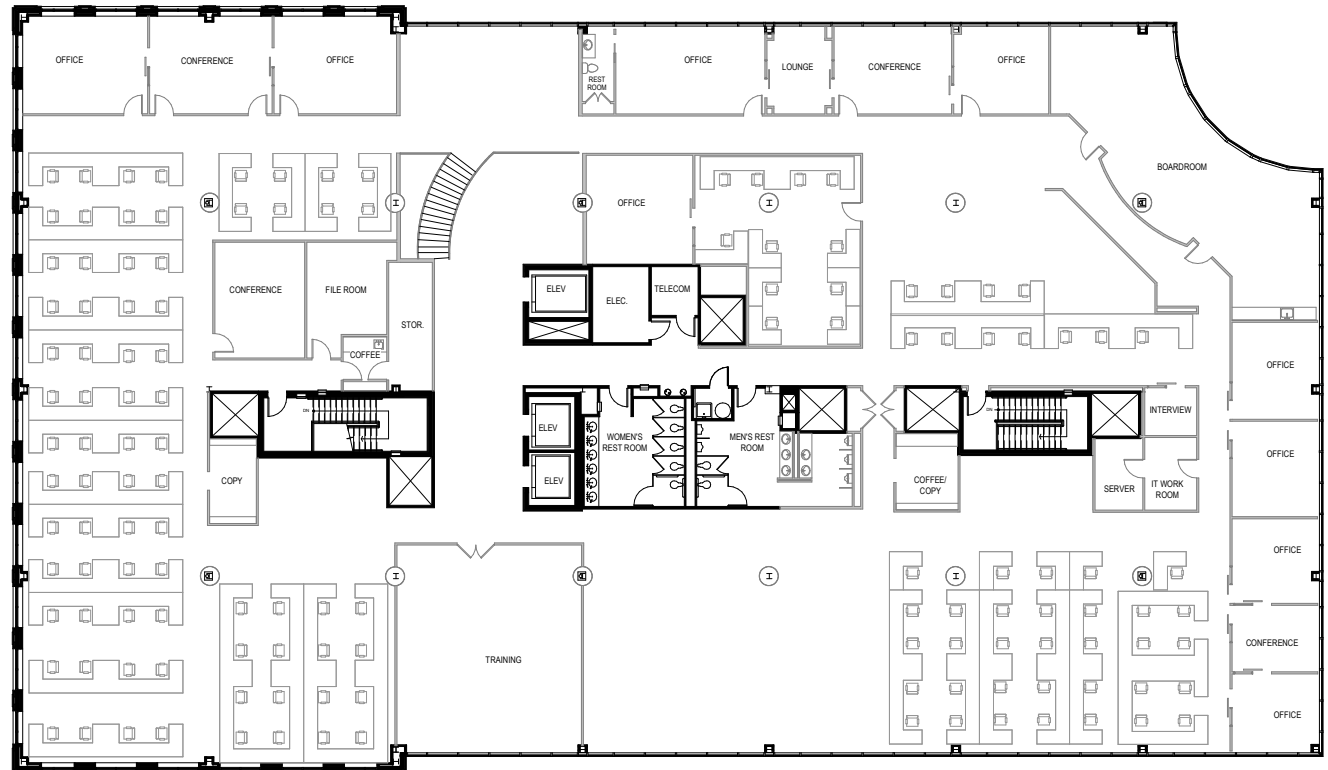 OFFICE
CONFERENCE
OFFICE
REST
ROOM
OFFICE
LOUNGE
CONFERENCE
OFFICE
BOARDROOM
OFFICE
CONFERENCE
FILE ROOM
STOR.
COFFEE
ELEV
ELEC.
TELECOM
OFFICE
DN
ELEV
WOMEN'S
REST ROOM
MEN'S REST
ROOM
DN
INTERVIEW
COPY
ELEV
COFFEE/
COPY
SERVER
IT WORK
ROOM
OFFICE
OFFICE
TRAINING
CONFERENCE
OFFICE